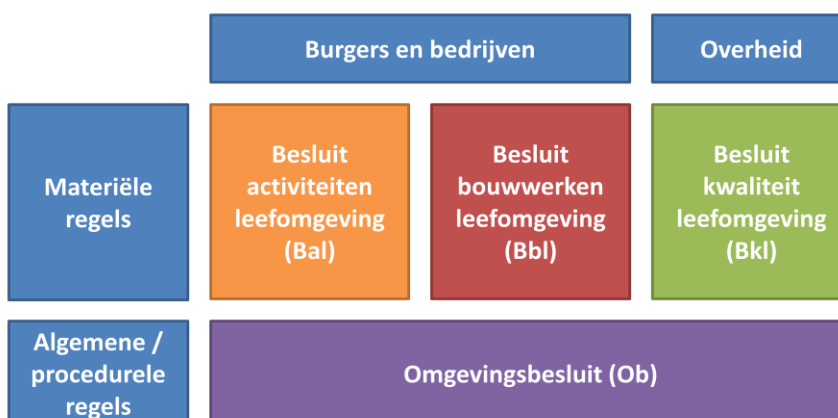 Burgers en bedrijven
Overheid
Materiële
regels
Besluit
activiteiten
leefomgeving
(Bal)
Besluit
bouwwerken
leefomgeving
(Bbl)
Besluit
kwaliteit
leefomgeving
(Bkl)
Algemene /
procedurele
regels
Omgevingsbesluit (Ob)